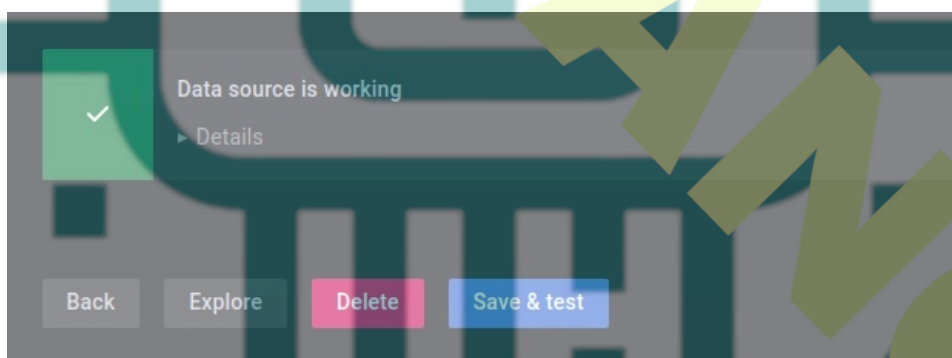 Data source is working
▸ Details
Back Explore Delete Save & test